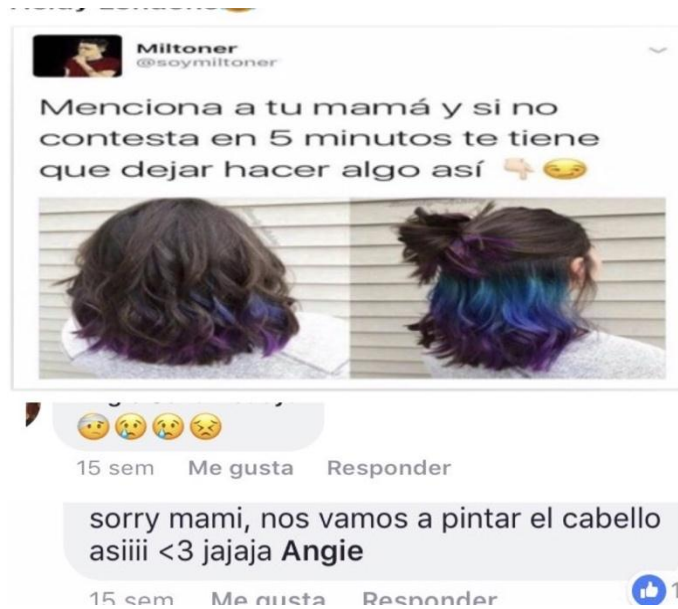 Miltoner
@soymiltoner
Menciona a tu mamá y si no
contesta en 5 minutos te tiene
que dejar hacer algo así 👇🏻😏
🤕😢😢😣
15 sem Me gusta Responder
sorry mami, nos vamos a pintar el cabello
asiiii <3 jajaja Angie
15 sem Me gusta Responder
1